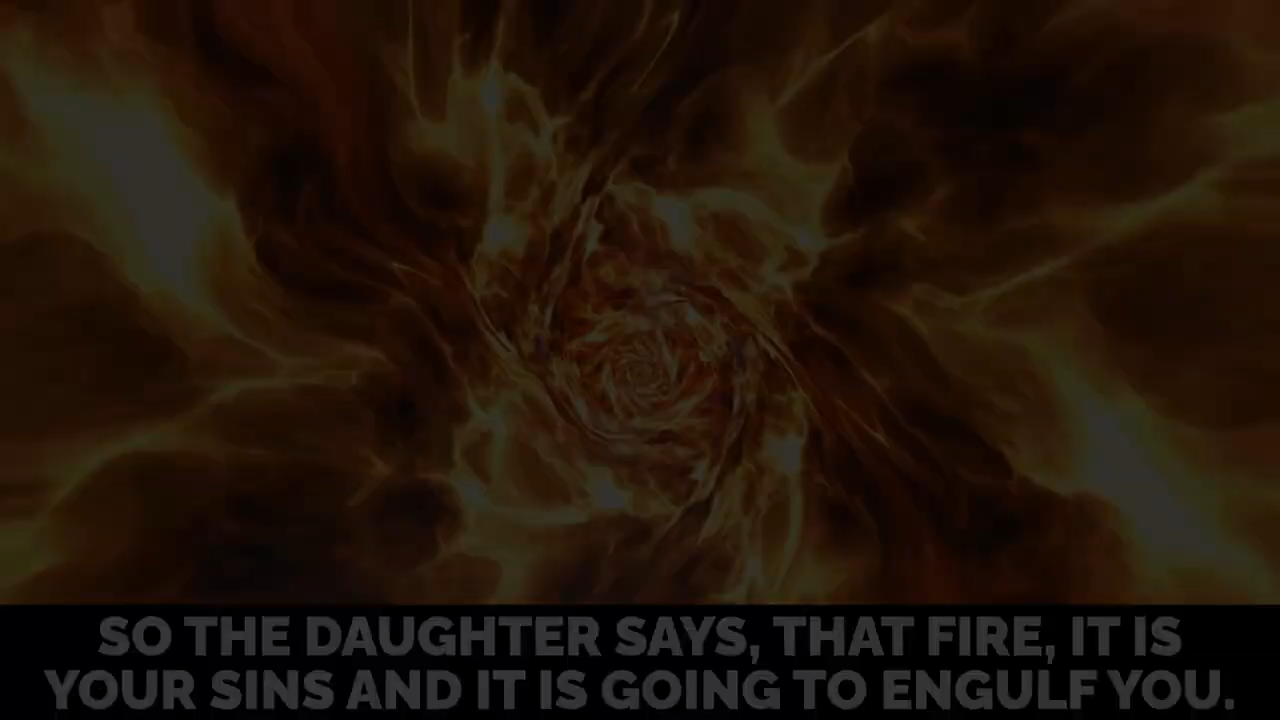 SO THE DAUGHTER SAYS, THAT FIRE, IT IS
YOUR SINS AND IT IS GOING TO ENGULF YOU.